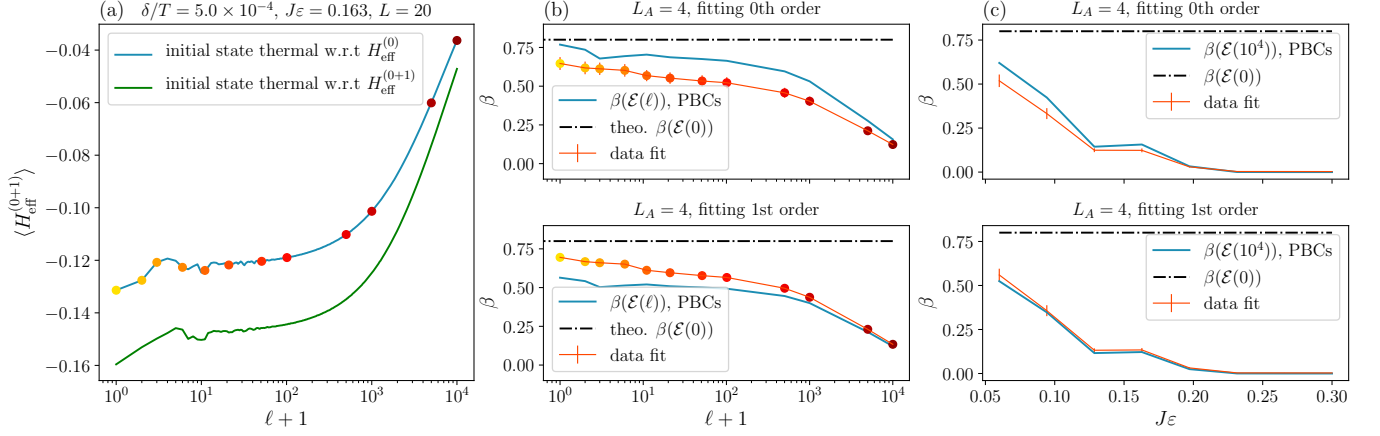 (a) δ/T = 5.0 × 10⁻⁴, Jε = 0.163, L = 20
initial state thermal w.r.t H_eff^(0)
initial state thermal w.r.t H_eff^(0+1)
⟨H_eff^(0+1)⟩
−0.04
−0.06
−0.08
−0.10
−0.12
−0.14
−0.16
10⁰ 10¹ 10² 10³ 10⁴
ℓ + 1
(b) L_A = 4, fitting 0th order
β
0.75
0.50
0.25
0.00
β(ℰ(ℓ)), PBCs
theo. β(ℰ(0))
data fit
L_A = 4, fitting 1st order
β
0.75
0.50
0.25
0.00
β(ℰ(ℓ)), PBCs
theo. β(ℰ(0))
data fit
10⁰ 10¹ 10² 10³ 10⁴
ℓ + 1
(c) L_A = 4, fitting 0th order
β
0.75
0.50
0.25
0.00
β(ℰ(10⁴)), PBCs
β(ℰ(0))
data fit
L_A = 4, fitting 1st order
β
0.75
0.50
0.25
0.00
β(ℰ(10⁴)), PBCs
β(ℰ(0))
data fit
0.05 0.10 0.15 0.20 0.25 0.30
Jε